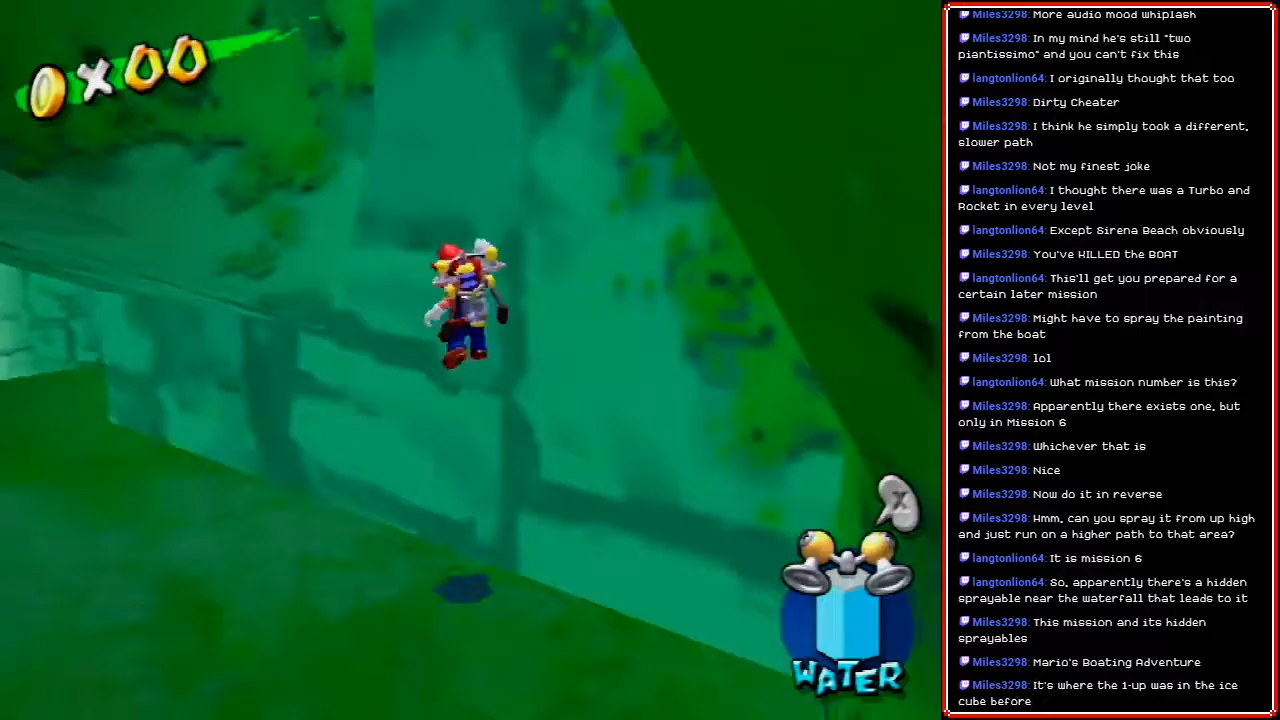 ×00
X
WATER
Miles3298: More audio mood whiplash
Miles3298: In my mind he's still "two
piantissimo" and you can't fix this
langtonlion64: I originally thought that too
Miles3298: Dirty Cheater
Miles3298: I think he simply took a different,
slower path
Miles3298: Not my finest joke
langtonlion64: I thought there was a Turbo and
Rocket in every level
langtonlion64: Except Sirena Beach obviously
Miles3298: You've KILLED the BOAT
langtonlion64: This'll get you prepared for a
certain later mission
Miles3298: Might have to spray the painting
from the boat
Miles3298: lol
langtonlion64: What mission number is this?
Miles3298: Apparently there exists one, but
only in Mission 6
Miles3298: Whichever that is
Miles3298: Nice
Miles3298: Now do it in reverse
Miles3298: Hmm, can you spray it from up high
and just run on a higher path to that area?
langtonlion64: It is mission 6
langtonlion64: So, apparently there's a hidden
sprayable near the waterfall that leads to it
Miles3298: This mission and its hidden
sprayables
Miles3298: Mario's Boating Adventure
Miles3298: It's where the 1-up was in the ice
cube before